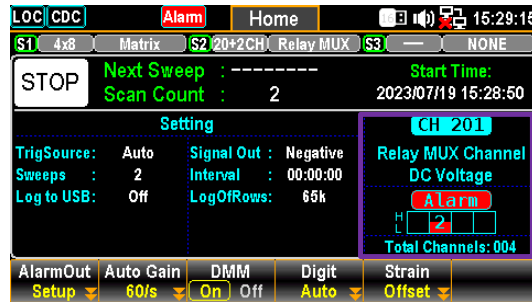 LOC CDC Alarm Home 15:29:15
S1 4x8 Matrix S2 20+2CH Relay MUX S3 — NONE
STOP
Next Sweep : --------
Scan Count : 2
Start Time:
2023/07/19 15:28:50
Setting
TrigSource: Auto Signal Out : Negative
Sweeps : 2 Interval : 00:00:00
Log to USB: Off LogOfRows: 65k
CH 201
Relay MUX Channel
DC Voltage
Alarm
H
L
2
Total Channels: 004
AlarmOut Auto Gain DMM Digit Strain
Setup 60/s On Off Auto Offset